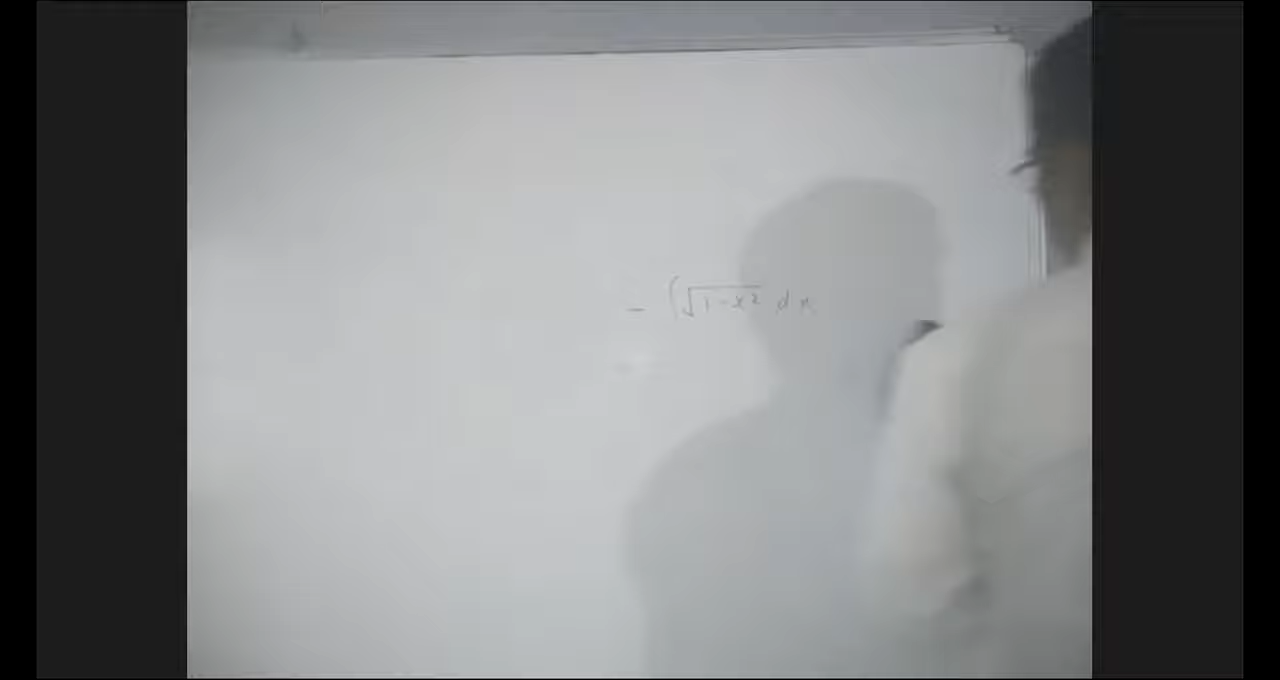 - ∫√1-x² dx